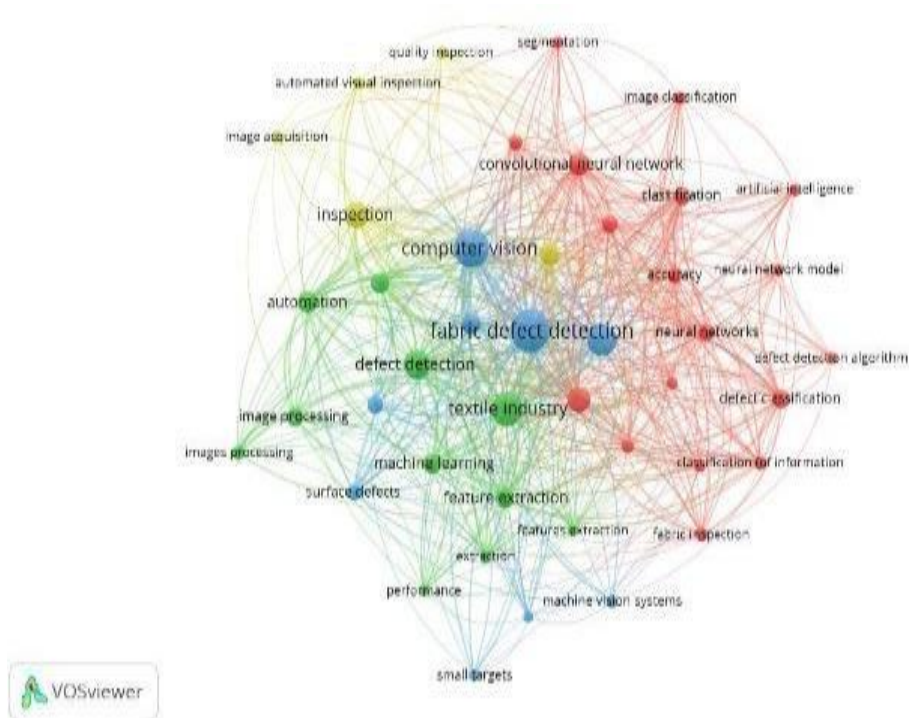 segmentation
quality inspection
automated visual inspection
image classification
image acquisition
convolutional neural network
artificial intelligence
classification
inspection
computer vision
accuracy
neural network model
automation
fabric defect detection
neural networks
defect detection algorithm
defect detection
defect classification
textile industry
image processing
images processing
machine learning
classification (of information
surface defects
feature extraction
features extraction
fabric inspection
extraction
performance
machine vision systems
small targets
VOSviewer